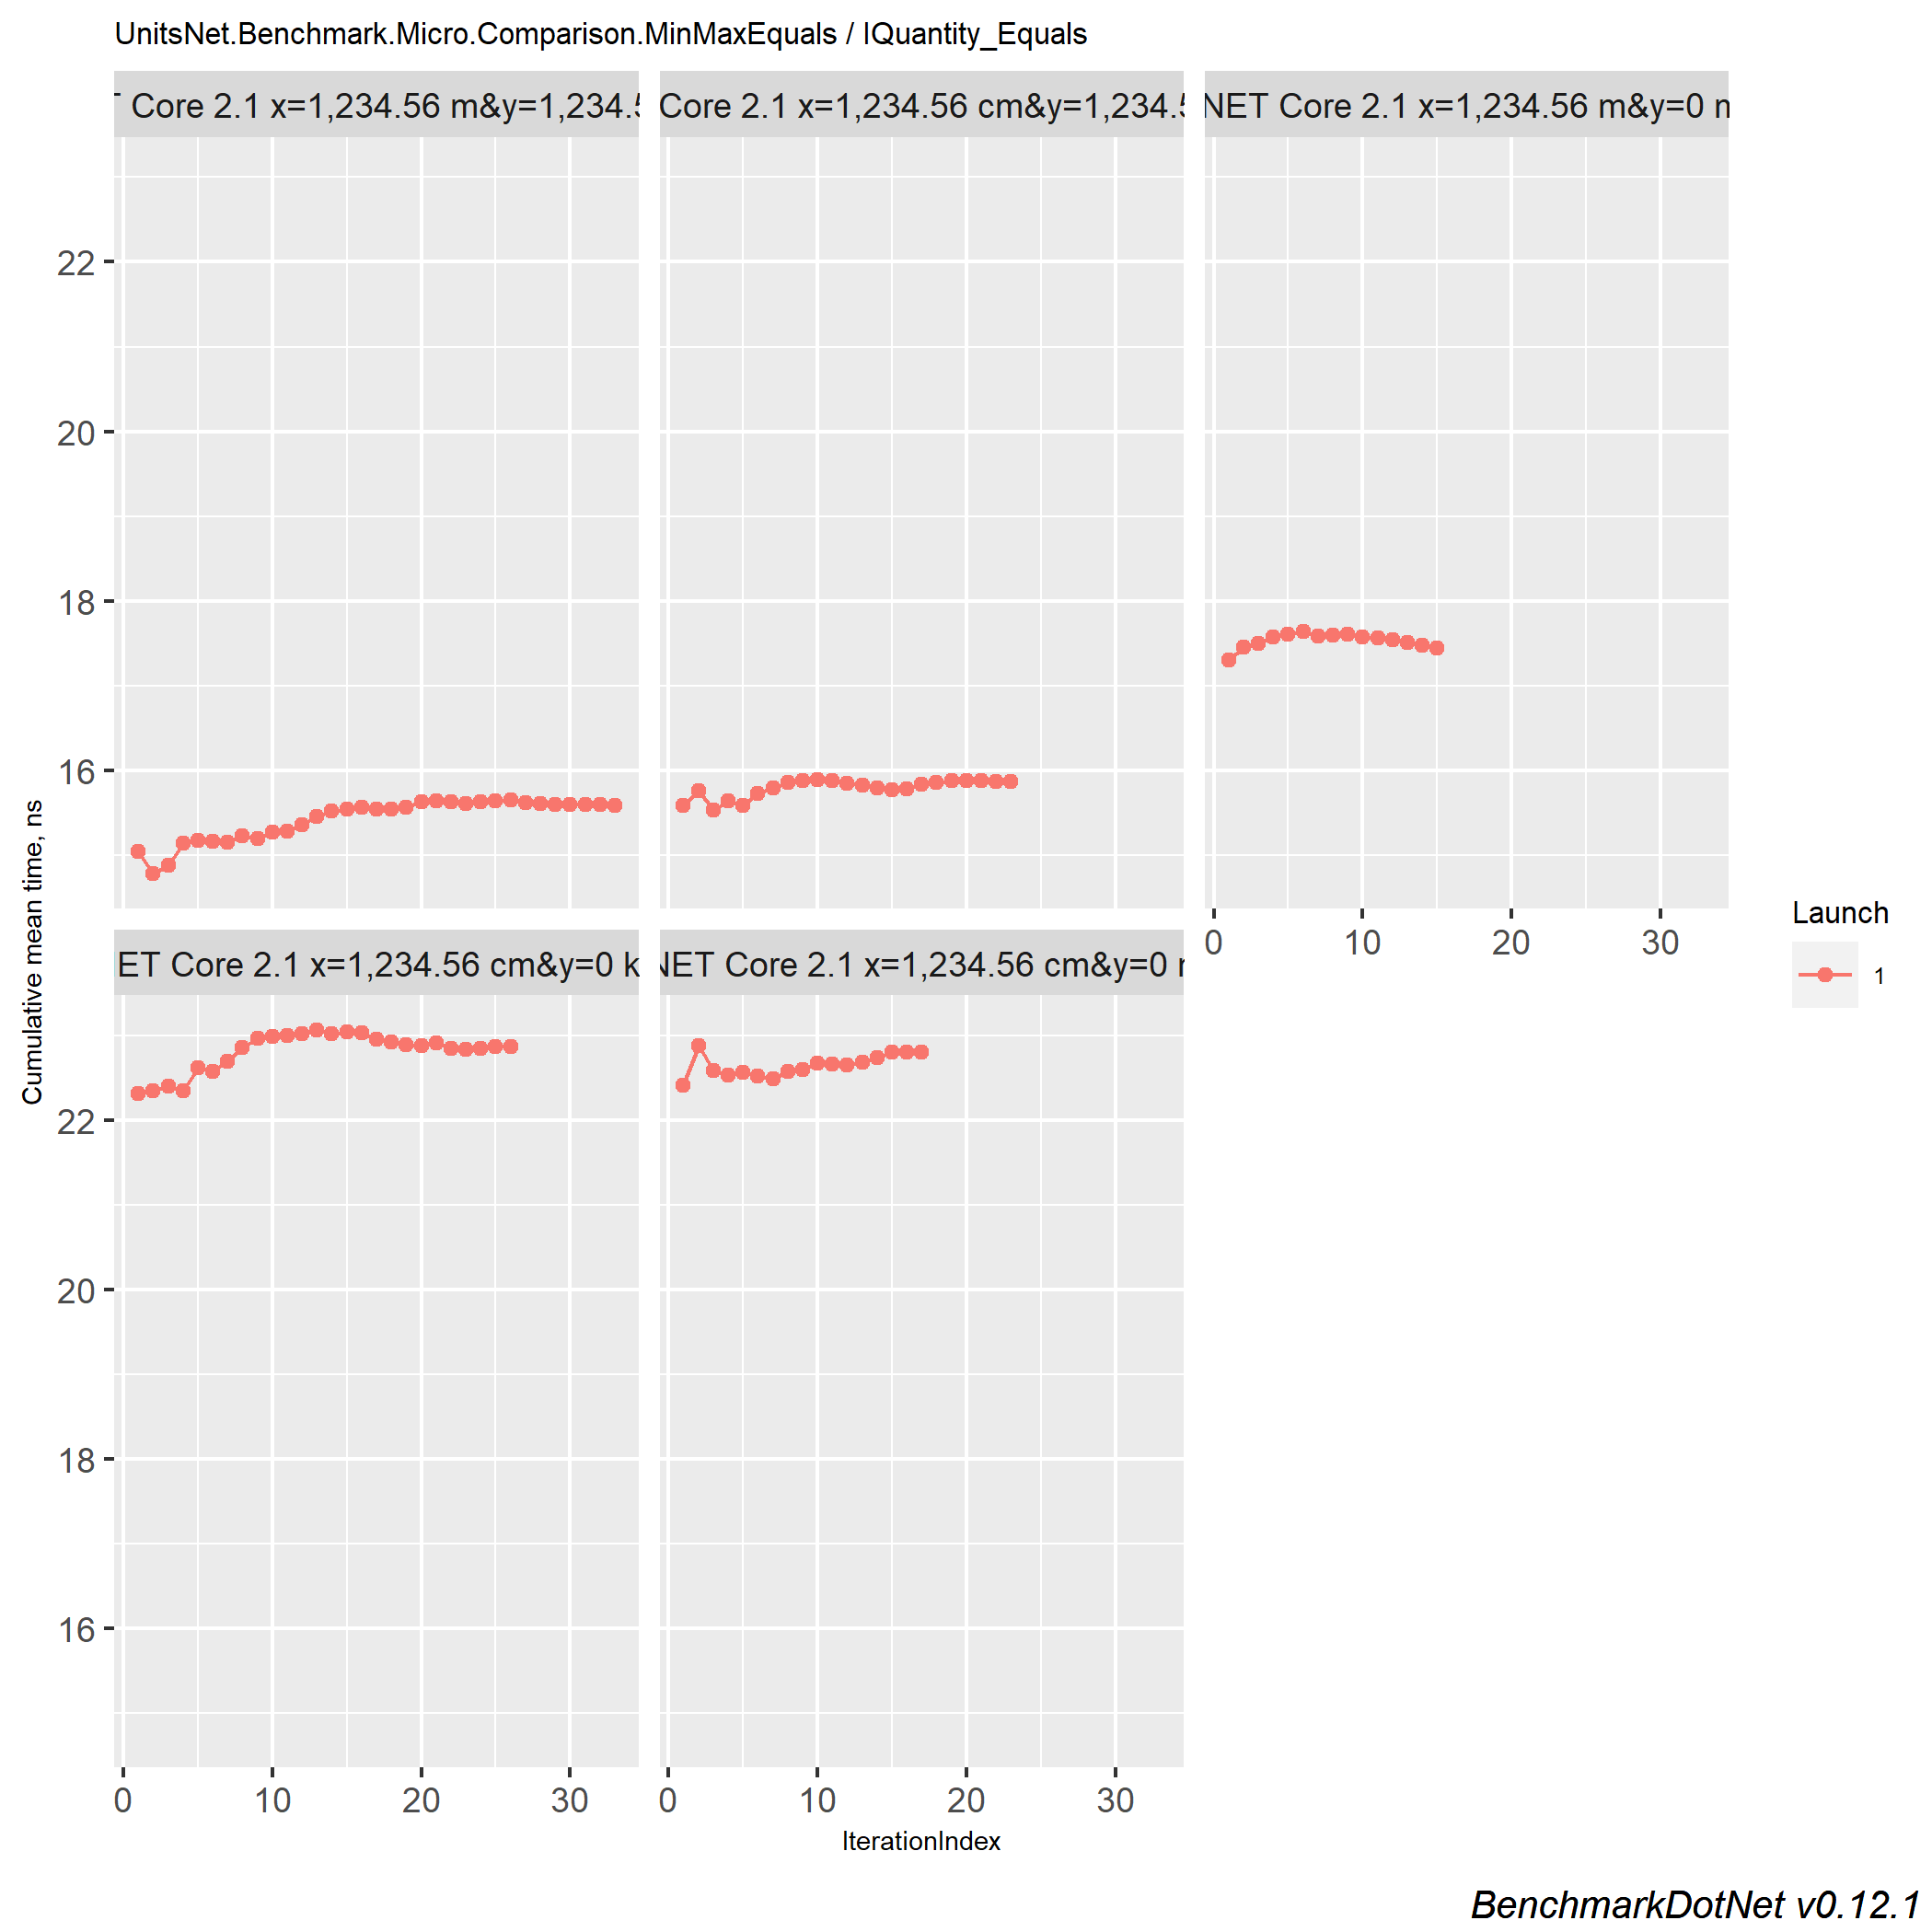 UnitsNet.Benchmark.Micro.Comparison.MinMaxEquals / IQuantity_Equals
Core 2.1 x=1,234.56 m&y=1,234.5
Core 2.1 x=1,234.56 cm&y=1,234.5
NET Core 2.1 x=1,234.56 m&y=0
22
20
18
16
0 10 20 30
Cumulative mean time, ns
Launch
1
ET Core 2.1 x=1,234.56 cm&y=0 k
NET Core 2.1 x=1,234.56 cm&y=0
22
20
18
16
0 10 20 30
0 10 20 30
IterationIndex
BenchmarkDotNet v0.12.1